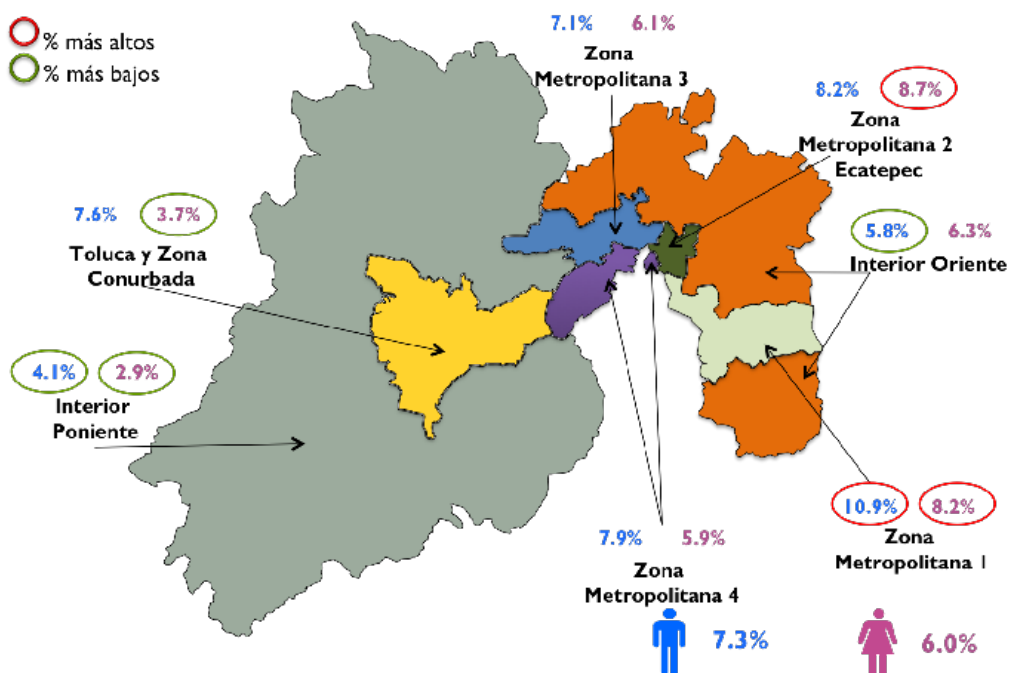 % más altos
% más bajos
7.1% 6.1%
Zona
Metropolitana 3
8.2% 8.7%
Zona
Metropolitana 2
Ecatepec
7.6% 3.7%
Toluca y Zona
Conurbada
5.8% 6.3%
Interior Oriente
4.1% 2.9%
Interior
Poniente
10.9% 8.2%
Zona
Metropolitana 1
7.9% 5.9%
Zona
Metropolitana 4
7.3% 6.0%